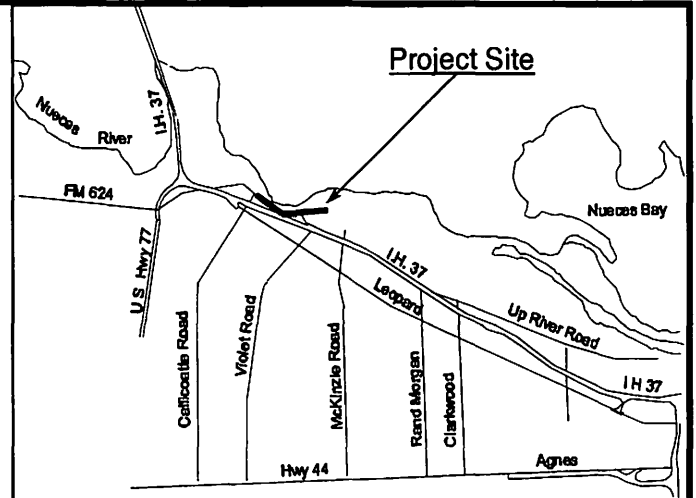 Project Site
Nueces
River
I.H. 37
FM 624
U S Hwy 77
Nueces Bay
I.H. 37
Leopard
Up River Road
Callicoatte Road
Violet Road
McKinzie Road
Rand Morgan
Clarkwood
I H 37
Hwy 44
Agnes